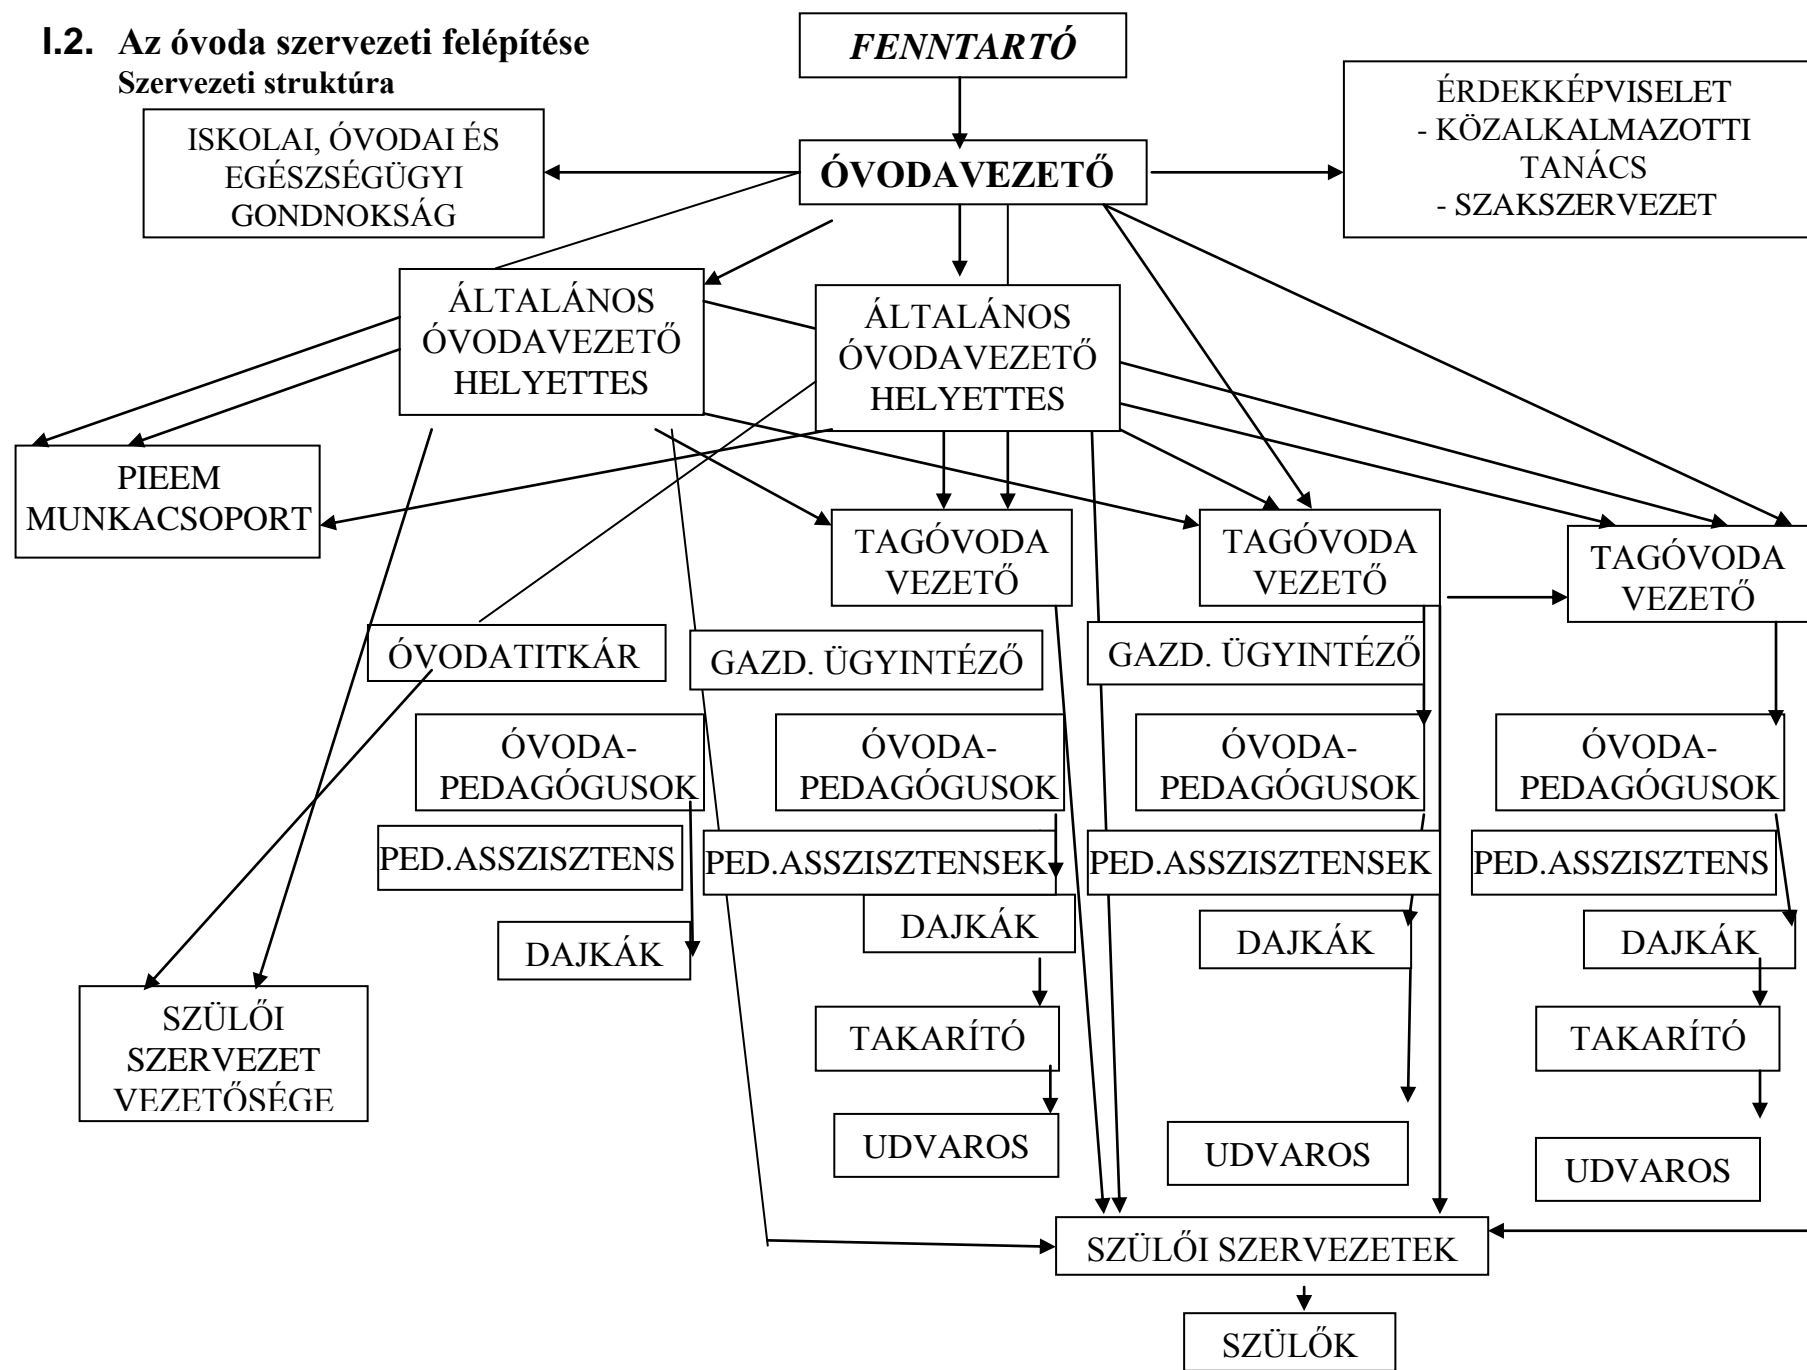 I.2. Az óvoda szervezeti felépítése
Szervezeti struktúra
FENNTARTÓ
ISKOLAI, ÓVODAI ÉS
EGÉSZSÉGÜGYI
GONDNOKSÁG
ÓVODAVEZETŐ
ÉRDEKKÉPVISELET
- KÖZALKALMAZOTTI
TANÁCS
- SZAKSZERVEZET
ÁLTALÁNOS
ÓVODAVEZETŐ
HELYETTES
ÁLTALÁNOS
ÓVODAVEZETŐ
HELYETTES
PIEEM
MUNKACSOPORT
TAGÓVODA
VEZETŐ
TAGÓVODA
VEZETŐ
TAGÓVODA
VEZETŐ
ÓVODATITKÁR
GAZD. ÜGYINTÉZŐ
GAZD. ÜGYINTÉZŐ
ÓVODA-
PEDAGÓGUSOK
ÓVODA-
PEDAGÓGUSOK
ÓVODA-
PEDAGÓGUSOK
ÓVODA-
PEDAGÓGUSOK
PED.ASSZISZTENS
PED.ASSZISZTENSEK
PED.ASSZISZTENSEK
PED.ASSZISZTENS
DAJKÁK
DAJKÁK
DAJKÁK
DAJKÁK
SZÜLŐI
SZERVEZET
VEZETŐSÉGE
TAKARÍTÓ
TAKARÍTÓ
UDVAROS
UDVAROS
UDVAROS
SZÜLŐI SZERVEZETEK
SZÜLŐK